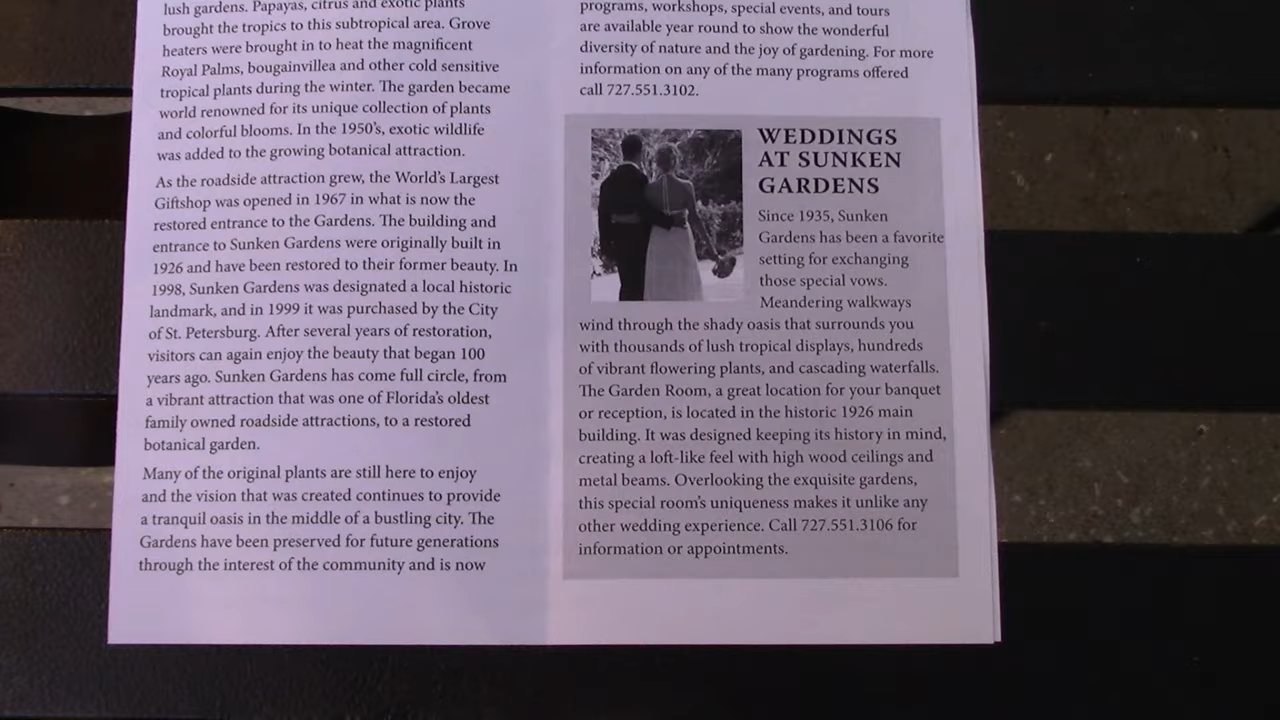 lush gardens. Papayas, citrus and exotic plants
brought the tropics to this subtropical area. Grove
heaters were brought in to heat the magnificent
Royal Palms, bougainvillea and other cold sensitive
tropical plants during the winter. The garden became
world renowned for its unique collection of plants
and colorful blooms. In the 1950's, exotic wildlife
was added to the growing botanical attraction.
As the roadside attraction grew, the World's Largest
Giftshop was opened in 1967 in what is now the
restored entrance to the Gardens. The building and
entrance to Sunken Gardens were originally built in
1926 and have been restored to their former beauty. In
1998, Sunken Gardens was designated a local historic
landmark, and in 1999 it was purchased by the City
of St. Petersburg. After several years of restoration,
visitors can again enjoy the beauty that began 100
years ago. Sunken Gardens has come full circle, from
a vibrant attraction that was one of Florida's oldest
family owned roadside attractions, to a restored
botanical garden.
Many of the original plants are still here to enjoy
and the vision that was created continues to provide
a tranquil oasis in the middle of a bustling city. The
Gardens have been preserved for future generations
through the interest of the community and is now
programs, workshops, special events, and tours
are available year round to show the wonderful
diversity of nature and the joy of gardening. For more
information on any of the many programs offered
call 727.551.3102.
WEDDINGS
AT SUNKEN
GARDENS
Since 1935, Sunken
Gardens has been a favorite
setting for exchanging
those special vows.
Meandering walkways
wind through the shady oasis that surrounds you
with thousands of lush tropical displays, hundreds
of vibrant flowering plants, and cascading waterfalls.
The Garden Room, a great location for your banquet
or reception, is located in the historic 1926 main
building. It was designed keeping its history in mind,
creating a loft-like feel with high wood ceilings and
metal beams. Overlooking the exquisite gardens,
this special room's uniqueness makes it unlike any
other wedding experience. Call 727.551.3106 for
information or appointments.